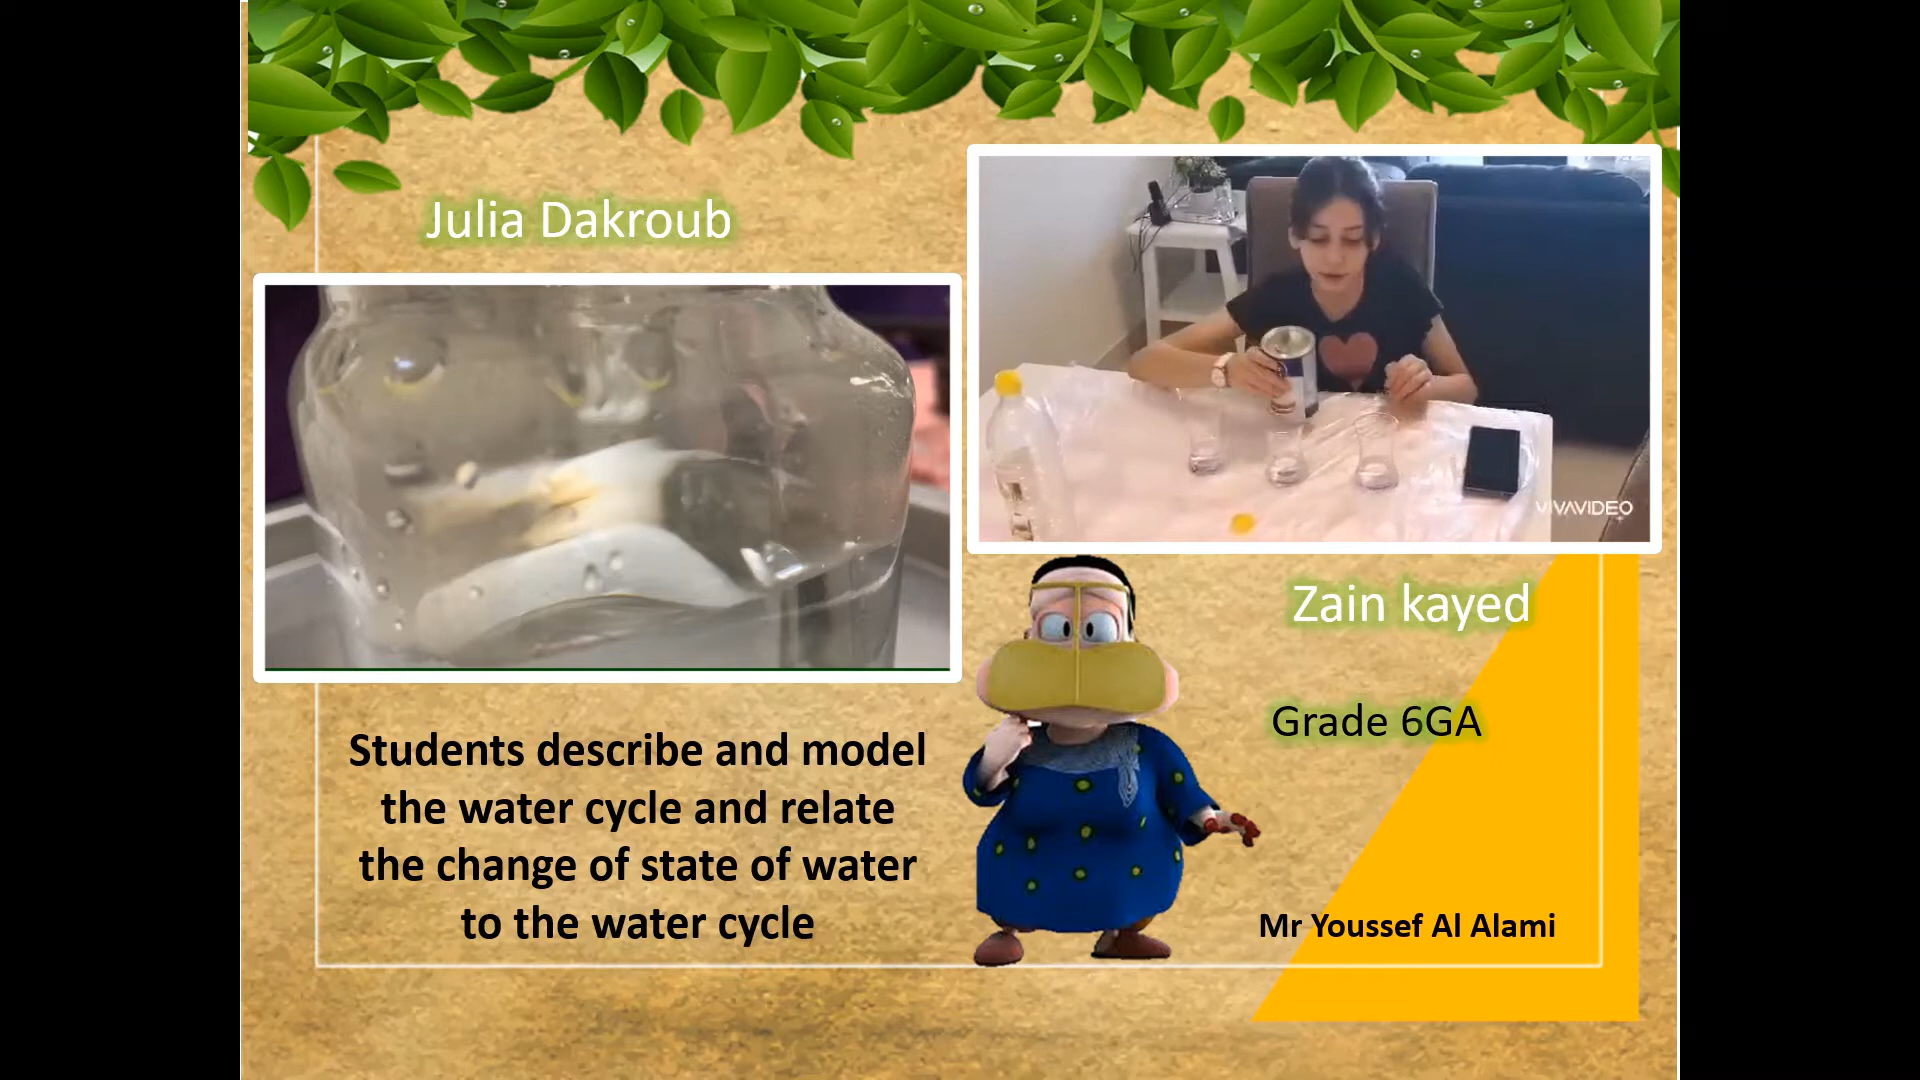 Julia Dakroub
VIVAVIDEO
Zain kayed
Grade 6GA
Students describe and model
the water cycle and relate
the change of state of water
to the water cycle
Mr Youssef Al Alami